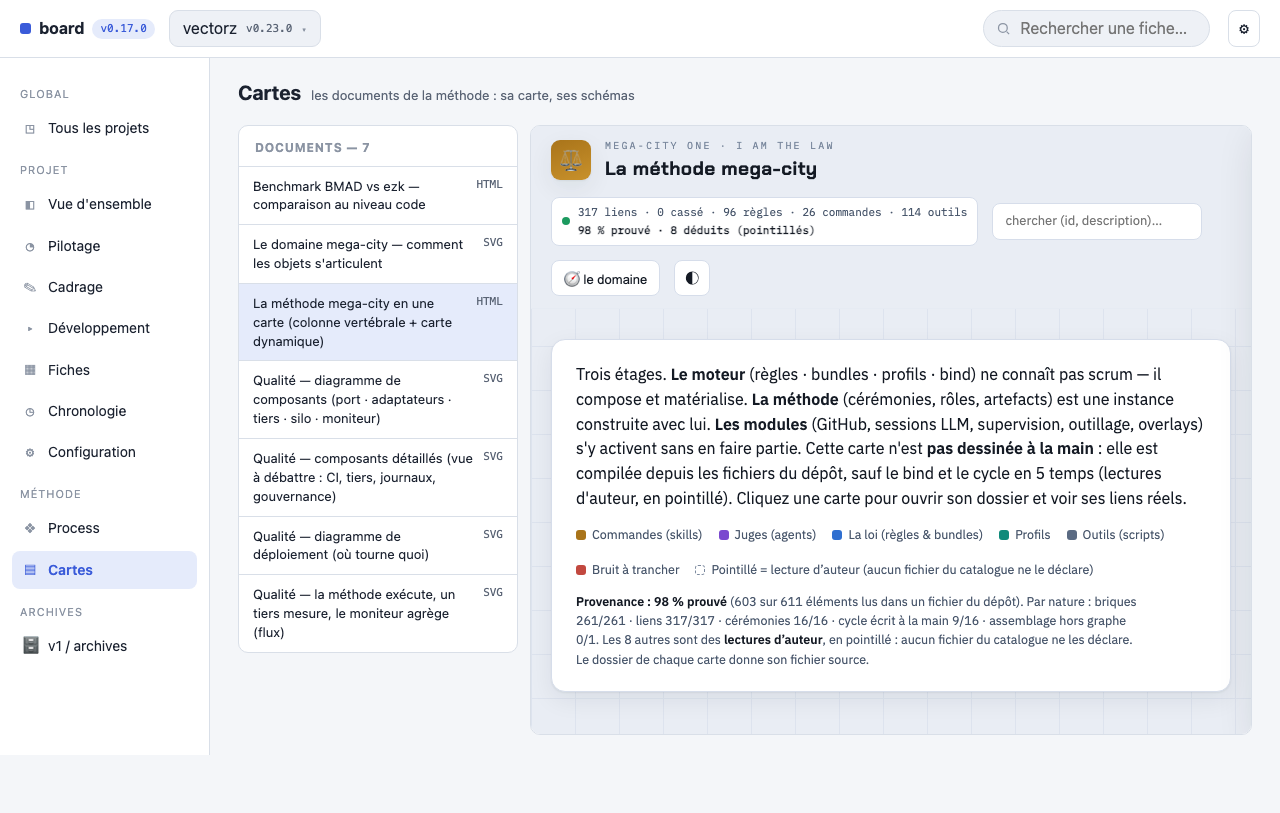 board v0.17.0 vectorz v0.23.0
Rechercher une fiche...
GLOBAL
Tous les projets
PROJET
Vue d'ensemble
Pilotage
Cadrage
Développement
Fiches
Chronologie
Configuration
MÉTHODE
Process
Cartes
ARCHIVES
v1 / archives
Cartes les documents de la méthode : sa carte, ses schémas
DOCUMENTS — 7
Benchmark BMAD vs ezk — HTML
comparaison au niveau code
Le domaine mega-city — comment SVG
les objets s'articulent
La méthode mega-city en une HTML
carte (colonne vertébrale + carte
dynamique)
Qualité — diagramme de SVG
composants (port · adaptateurs ·
tiers · silo · moniteur)
Qualité — composants détaillés (vue SVG
à débattre : CI, tiers, journaux,
gouvernance)
Qualité — diagramme de SVG
déploiement (où tourne quoi)
Qualité — la méthode exécute, un SVG
tiers mesure, le moniteur agrège
(flux)
MEGA-CITY ONE · I AM THE LAW
La méthode mega-city
317 liens · 0 cassé · 96 règles · 26 commandes · 114 outils
98 % prouvé · 8 déduits (pointillés)
chercher (id, description)...
le domaine
Trois étages. Le moteur (règles · bundles · profils · bind) ne connaît pas scrum — il
compose et matérialise. La méthode (cérémonies, rôles, artefacts) est une instance
construite avec lui. Les modules (GitHub, sessions LLM, supervision, outillage, overlays)
s'y activent sans en faire partie. Cette carte n'est pas dessinée à la main : elle est
compilée depuis les fichiers du dépôt, sauf le bind et le cycle en 5 temps (lectures
d'auteur, en pointillé). Cliquez une carte pour ouvrir son dossier et voir ses liens réels.
Commandes (skills) Juges (agents) La loi (règles & bundles) Profils Outils (scripts)
Bruit à trancher Pointillé = lecture d’auteur (aucun fichier du catalogue ne le déclare)
Provenance : 98 % prouvé (603 sur 611 éléments lus dans un fichier du dépôt). Par nature : briques
261/261 · liens 317/317 · cérémonies 16/16 · cycle écrit à la main 9/16 · assemblage hors graphe
0/1. Les 8 autres sont des lectures d’auteur, en pointillé : aucun fichier du catalogue ne les déclare.
Le dossier de chaque carte donne son fichier source.